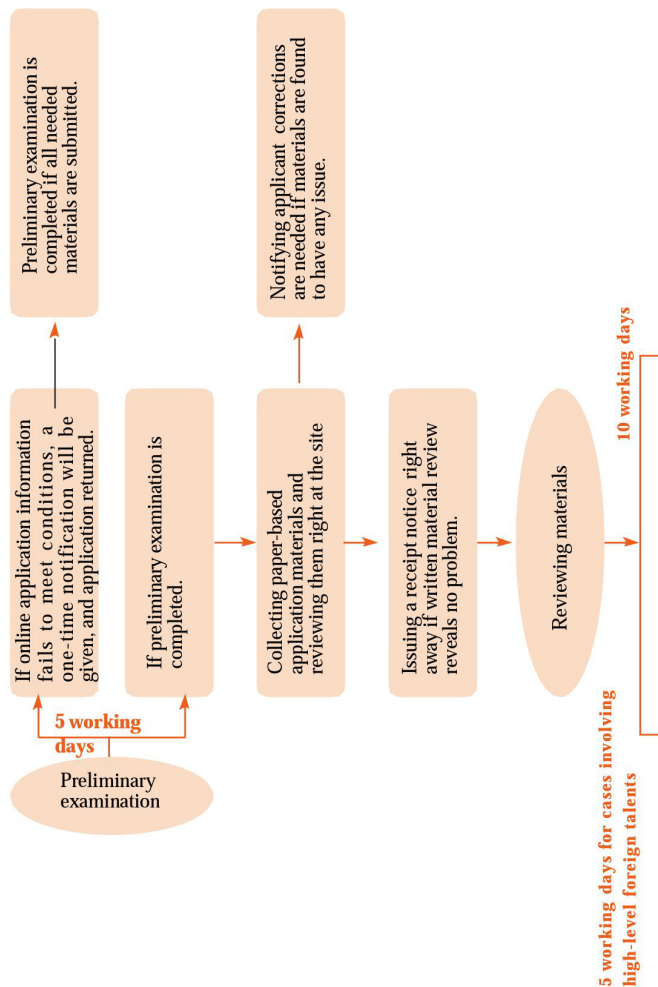 Preliminary
examination
5 working
days
If online application information
fails to meet conditions, a
one-time notification will be
given, and application returned.
Preliminary examination is
completed if all needed
materials are submitted.
If preliminary examination is
completed.
Collecting paper-based
application materials and
reviewing them right at the site
Notifying applicant corrections
are needed if materials are found
to have any issue.
Issuing a receipt notice right
away if written material review
reveals no problem.
Reviewing materials
5 working days for cases involving
high-level foreign talents
10 working days